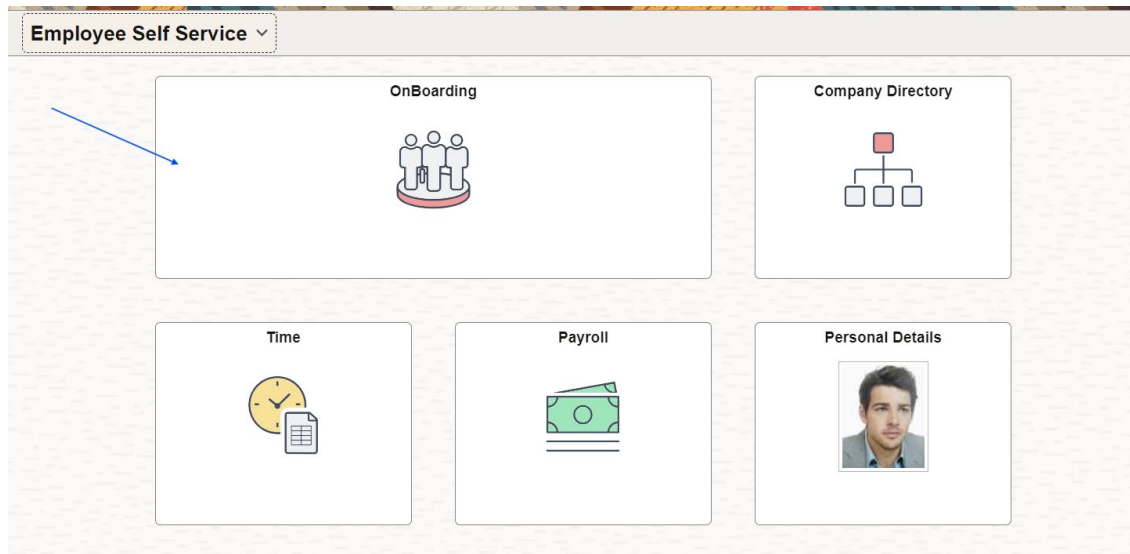 Employee Self Service
OnBoarding
Company Directory
Time
Payroll
Personal Details